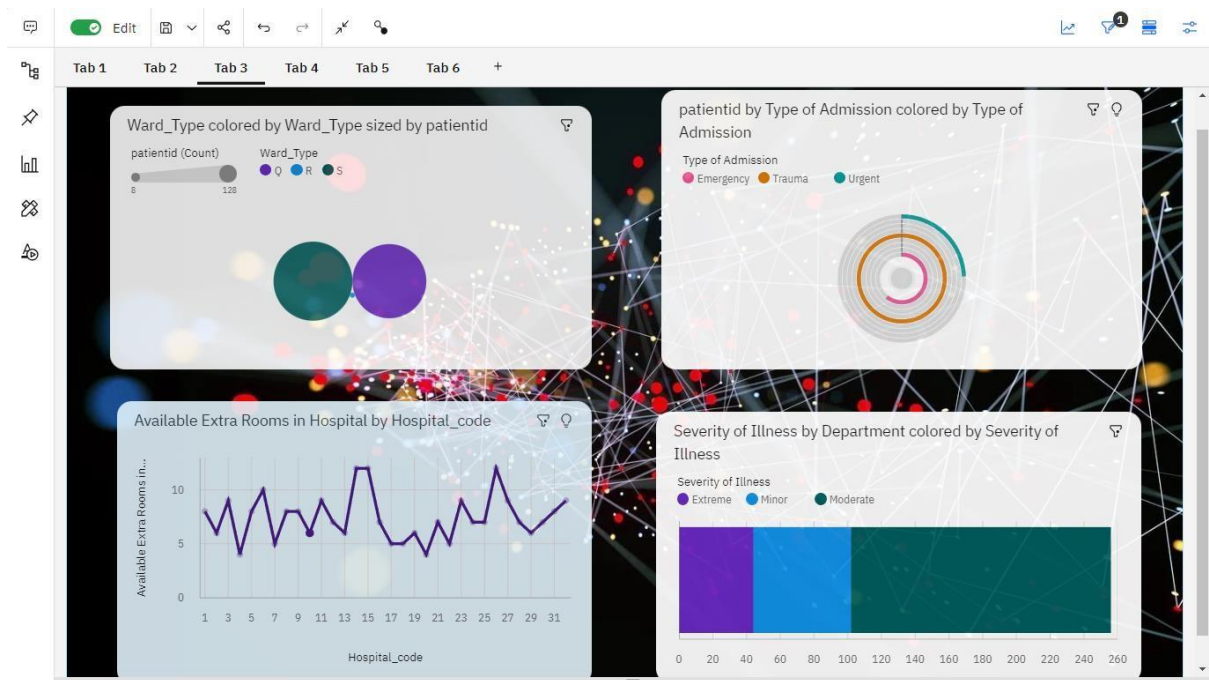 Edit
1
Tab 1 Tab 2 Tab 3 Tab 4 Tab 5 Tab 6 +
Ward_Type colored by Ward_Type sized by patientid
patientid (Count) Ward_Type
Q R S
8 128
patientid by Type of Admission colored by Type of
Admission
Type of Admission
Emergency Trauma Urgent
Available Extra Rooms in Hospital by Hospital_code
Available Extra Rooms in...
10
5
0
1 3 5 7 9 11 13 15 17 19 21 23 25 27 29 31
Hospital_code
Severity of Illness by Department colored by Severity of
Illness
Severity of Illness
Extreme Minor Moderate
0 20 40 60 80 100 120 140 160 180 200 220 240 260